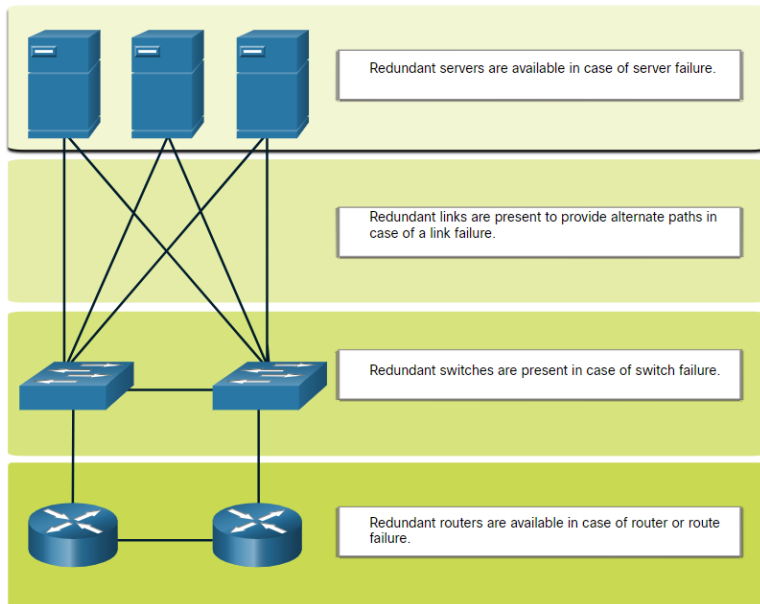 Redundant servers are available in case of server failure.
Redundant links are present to provide alternate paths in
case of a link failure.
Redundant switches are present in case of switch failure.
Redundant routers are available in case of router or route
failure.